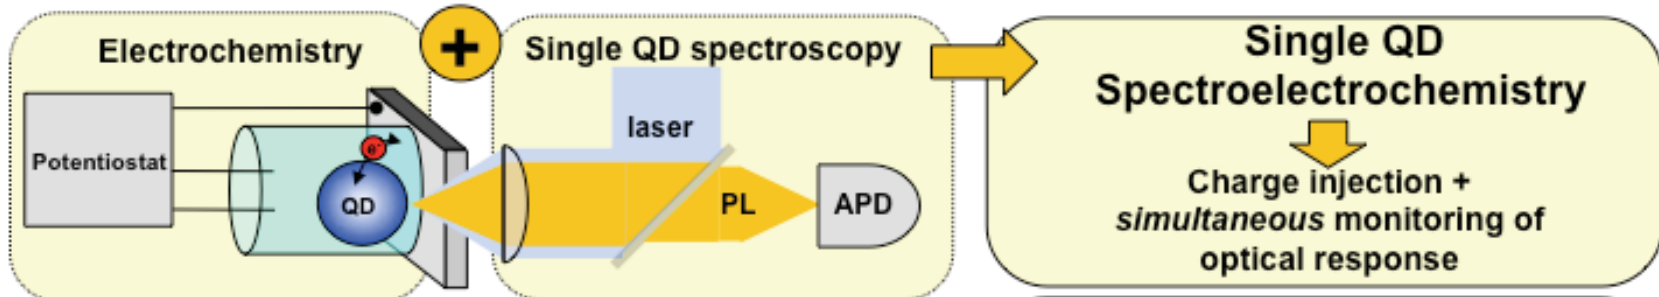 Electrochemistry
Potentiostat
e-
QD
+
Single QD spectroscopy
laser
PL
APD
Single QD
Spectroelectrochemistry
Charge injection +
simultaneous monitoring of
optical response